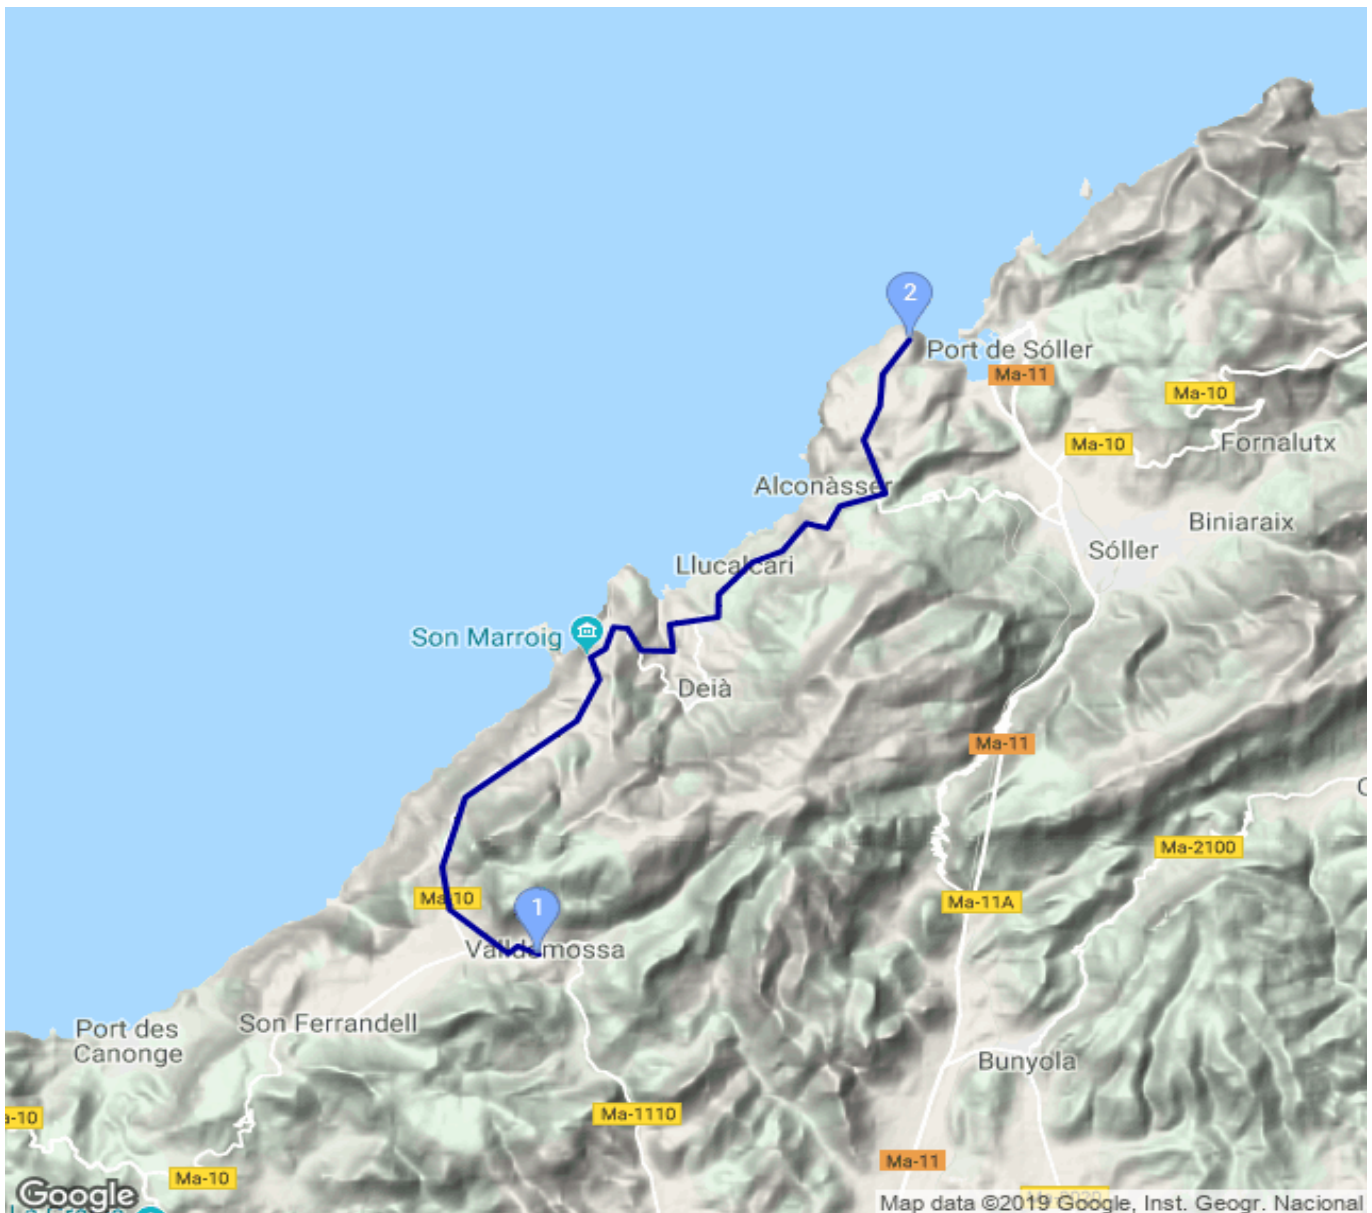 2
Port de Sóller
Ma-11
Ma-10
Ma-10
Fornalutx
Alconàsser
Biniaraix
Sóller
Llucalcari
Son Marroig
Deià
Ma-11
Ma-2100
Ma-10
Ma-11A
1
Valldemossa
Son Ferrandell
Port des
Canonge
Bunyola
Ma-1110
a-10
Ma-11
Ma-10
Google
Map data ©2019 Google, Inst. Geogr. Nacional